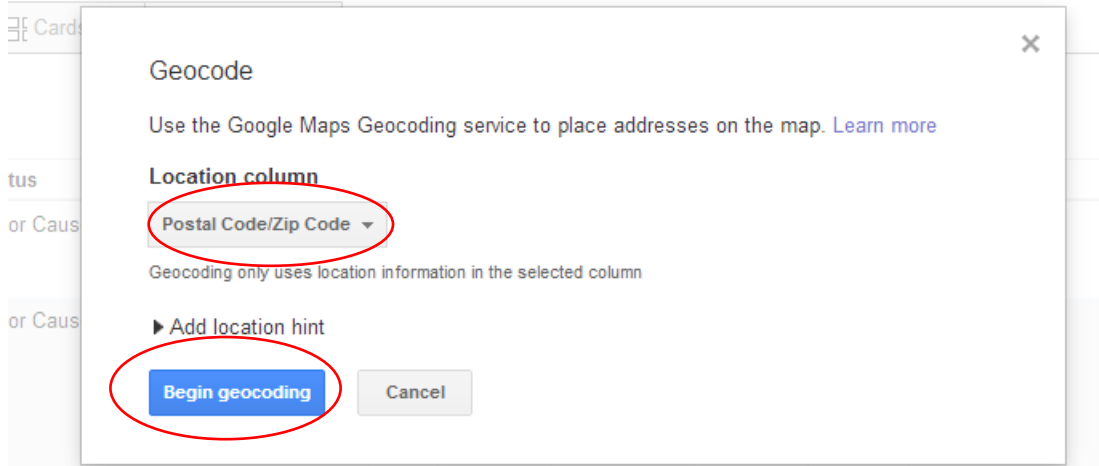 Cards
×
Geocode
Use the Google Maps Geocoding service to place addresses on the map. Learn more
tus
Location column
or Caus
Postal Code/Zip Code
Geocoding only uses location information in the selected column
or Caus
Add location hint
Begin geocoding
Cancel